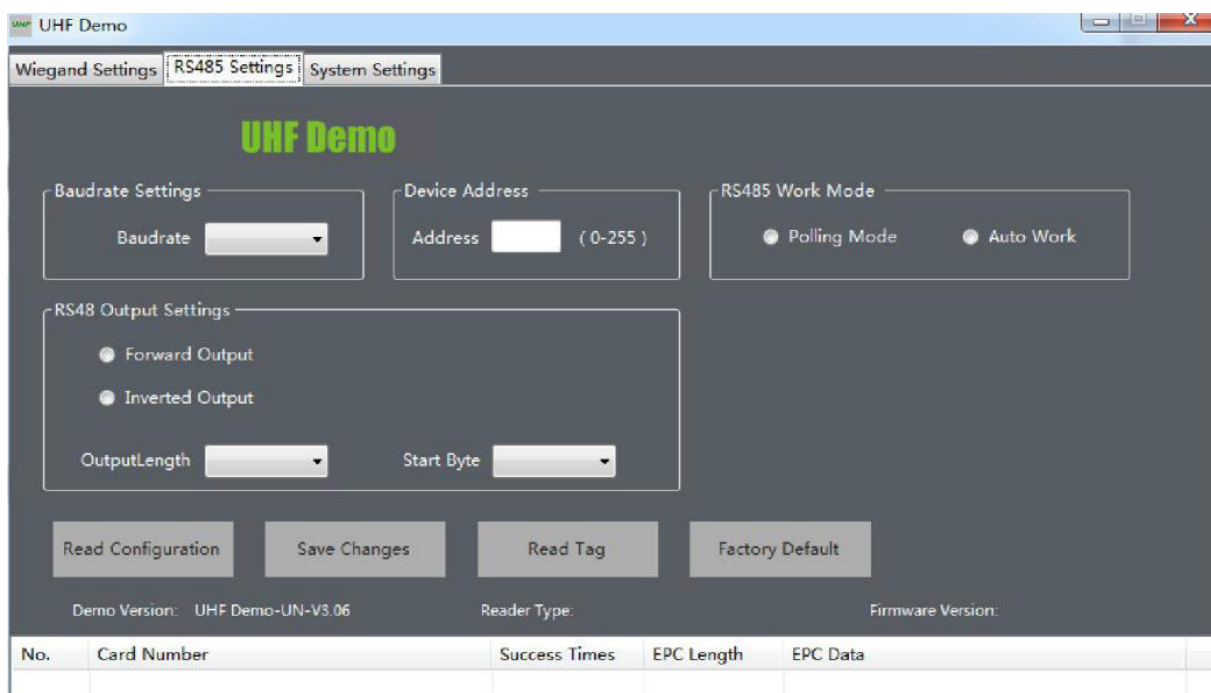 UHF Demo
Wiegand Settings RS485 Settings System Settings
UHF Demo
Baudrate Settings Device Address RS485 Work Mode
Baudrate Address ( 0-255 ) Polling Mode Auto Work
RS48 Output Settings
Forward Output
Inverted Output
OutputLength Start Byte
Read Configuration Save Changes Read Tag Factory Default
Demo Version: UHF Demo-UN-V3.06 Reader Type: Firmware Version:
No. Card Number Success Times EPC Length EPC Data